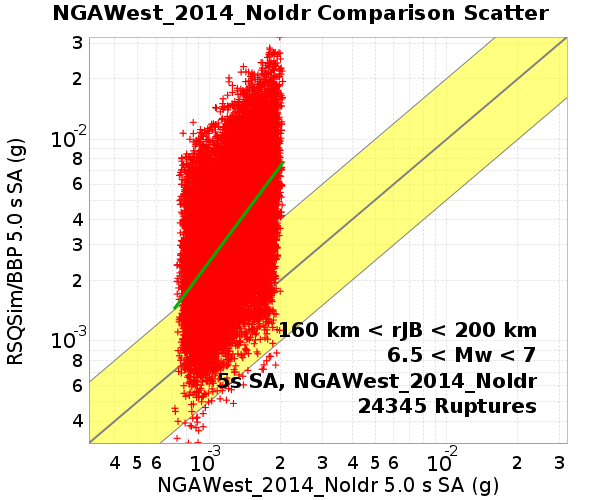 NGAWest_2014_NoIdr Comparison Scatter
3
2
10-2
8
6
4
3
2
10-3
8
6
4
RSQSim/BBP 5.0 s SA (g)
160 km < rJB < 200 km
6.5 < Mw < 7
5s SA, NGAWest_2014_NoIdr
24345 Ruptures
4 5 6 10-3 2 3 4 5 6 8 10-2 2 3
NGAWest_2014_NoIdr 5.0 s SA (g)